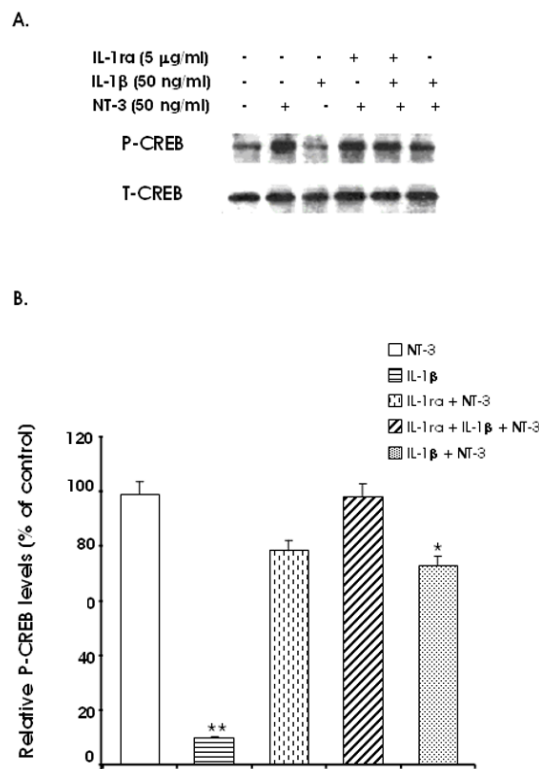 A.
IL-1ra (5 µg/ml) - - - + + -
IL-1β (50 ng/ml) - - + - + +
NT-3 (50 ng/ml) - + - + + +
P-CREB
T-CREB
B.
NT-3
IL-1β
IL-1ra + NT-3
IL-1ra + IL-1β + NT-3
IL-1β + NT-3
Relative P-CREB levels (% of control)
120
100
80
0
40
20
0
**
*